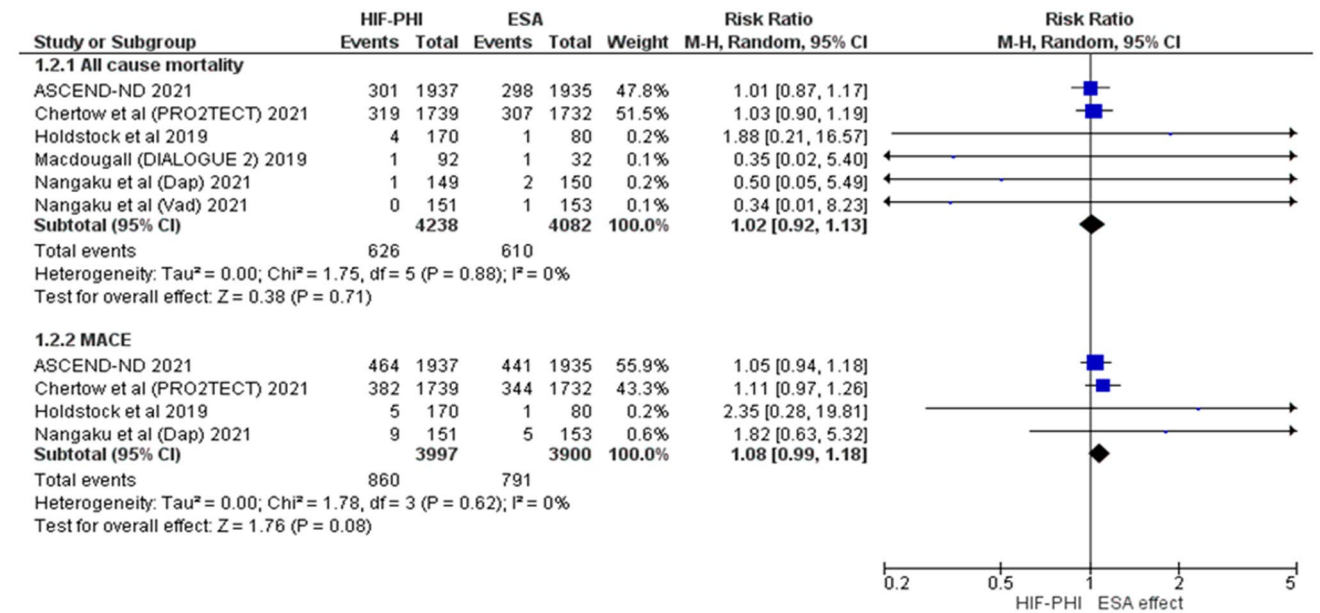 HIF-PHI ESA Risk Ratio Risk Ratio
Study or Subgroup Events Total Events Total Weight M-H, Random, 95% CI M-H, Random, 95% CI
1.2.1 All cause mortality
ASCEND-ND 2021 301 1937 298 1935 47.8% 1.01 [0.87, 1.17]
Chertow et al (PRO2TECT) 2021 319 1739 307 1732 51.5% 1.03 [0.90, 1.19]
Holdstock et al 2019 4 170 1 80 0.2% 1.88 [0.21, 16.57]
Macdougall (DIALOGUE 2) 2019 1 92 1 32 0.1% 0.35 [0.02, 5.40]
Nangaku et al (Dap) 2021 1 149 2 150 0.2% 0.50 [0.05, 5.49]
Nangaku et al (Vad) 2021 0 151 1 153 0.1% 0.34 [0.01, 8.23]
Subtotal (95% CI) 4238 4082 100.0% 1.02 [0.92, 1.13]
Total events 626 610
Heterogeneity: Tau² = 0.00; Chi² = 1.75, df = 5 (P = 0.88); I² = 0%
Test for overall effect: Z = 0.38 (P = 0.71)
1.2.2 MACE
ASCEND-ND 2021 464 1937 441 1935 55.9% 1.05 [0.94, 1.18]
Chertow et al (PRO2TECT) 2021 382 1739 344 1732 43.3% 1.11 [0.97, 1.26]
Holdstock et al 2019 5 170 1 80 0.2% 2.35 [0.28, 19.81]
Nangaku et al (Dap) 2021 9 151 5 153 0.6% 1.82 [0.63, 5.32]
Subtotal (95% CI) 3997 3900 100.0% 1.08 [0.99, 1.18]
Total events 860 791
Heterogeneity: Tau² = 0.00; Chi² = 1.78, df = 3 (P = 0.62); I² = 0%
Test for overall effect: Z = 1.76 (P = 0.08)
0.2 0.5 1 2 5
HIF-PHI ESA effect